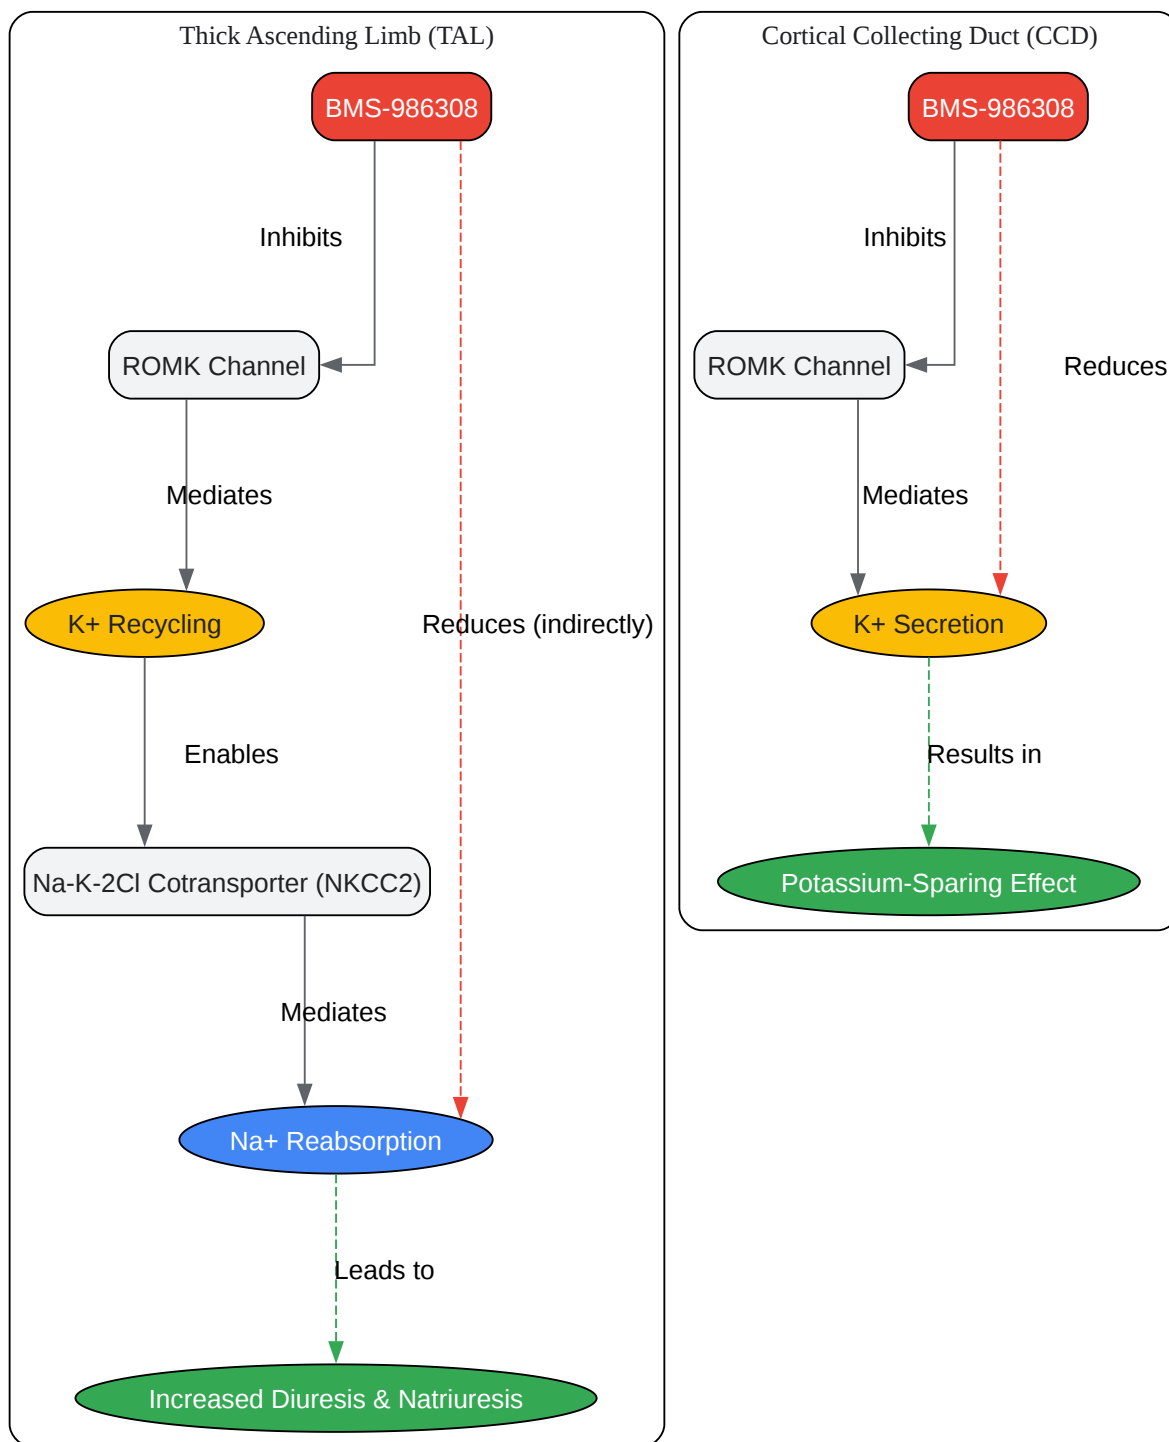 Thick Ascending Limb (TAL)
BMS-986308
Inhibits
ROMK Channel
Mediates
K+ Recycling
Reduces (indirectly)
Enables
Na-K-2Cl Cotransporter (NKCC2)
Mediates
Na+ Reabsorption
Leads to
Increased Diuresis & Natriuresis
Cortical Collecting Duct (CCD)
BMS-986308
Inhibits
ROMK Channel
Reduces
Mediates
K+ Secretion
Results in
Potassium-Sparing Effect